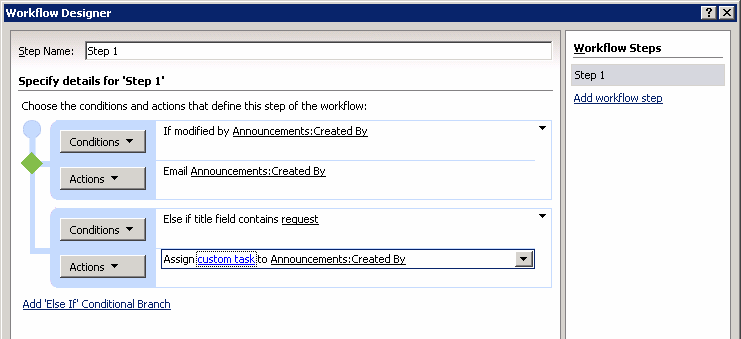 Workflow Designer
Step Name: Step 1
Specify details for 'Step 1'
Choose the conditions and actions that define this step of the workflow:
Conditions
If modified by Announcements:Created By
Actions
Email Announcements:Created By
Conditions
Else if title field contains request
Actions
Assign custom task to Announcements:Created By
Add 'Else If' Conditional Branch
Workflow Steps
Step 1
Add workflow step